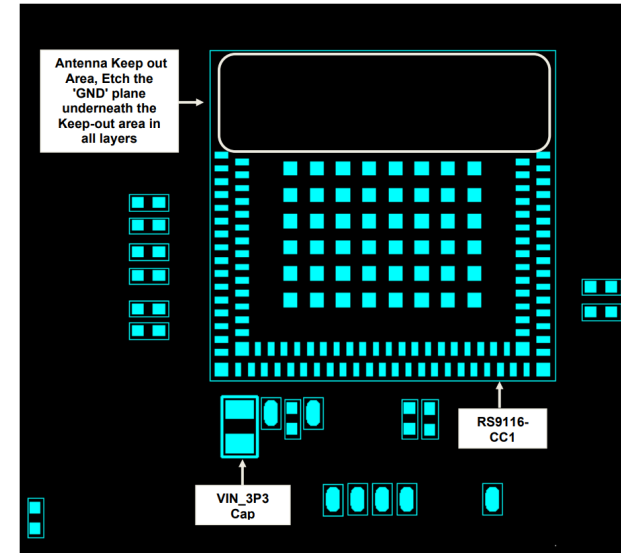 Antenna Keep out
Area, Etch the
'GND' plane
underneath the
Keep-out area in
all layers
RS9116-
CC1
VIN_3P3
Cap